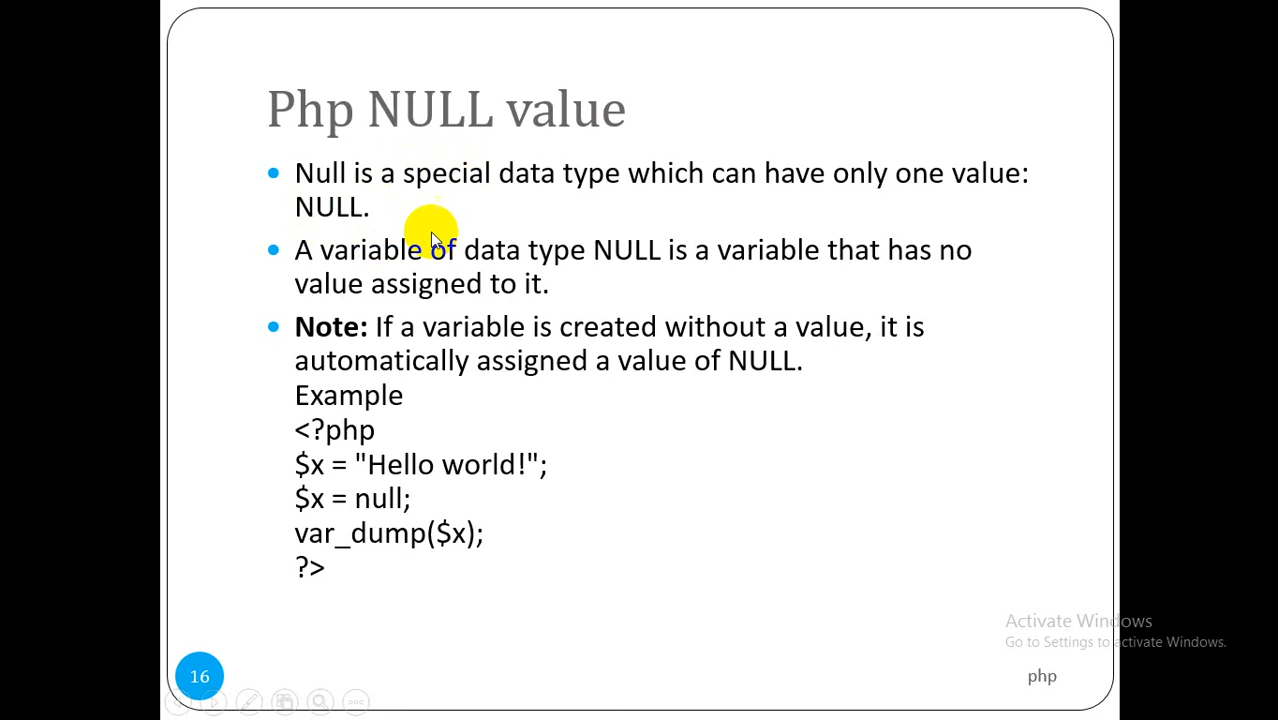 Php NULL value
Null is a special data type which can have only one value:
NULL.
A variable of data type NULL is a variable that has no
value assigned to it.
Note: If a variable is created without a value, it is
automatically assigned a value of NULL.
Example
<?php
$x = "Hello world!";
$x = null;
var_dump($x);
?>
Activate Windows
Go to Settings to activate Windows.
16
php